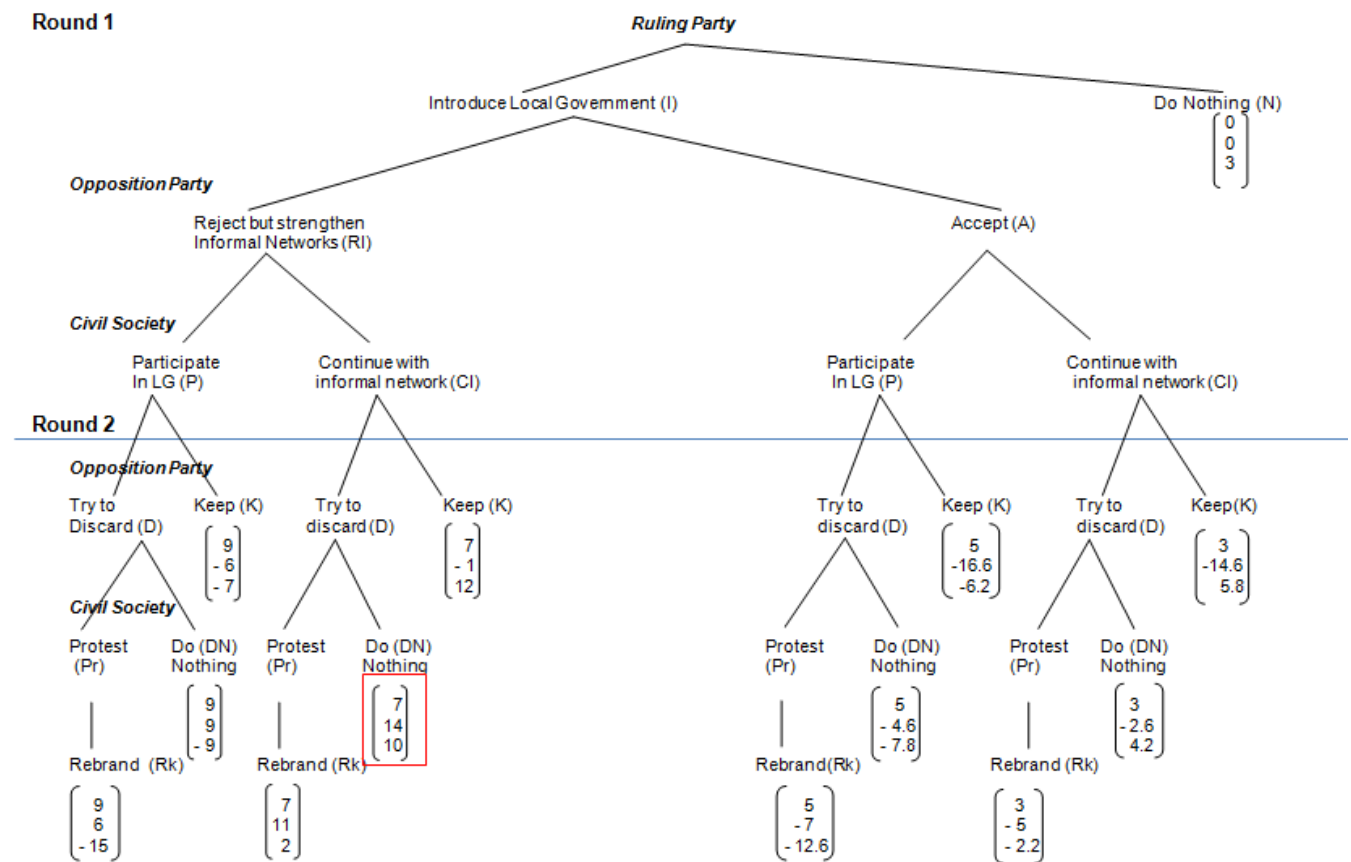 Round 1
Ruling Party
Introduce Local Government (I)
Do Nothing (N)
0
0
3
Opposition Party
Reject but strengthen
Informal Networks (RI)
Accept (A)
Civil Society
Participate
In LG (P)
Continue with
informal network (CI)
Participate
In LG (P)
Continue with
informal network (CI)
Round 2
Opposition Party
Try to
Discard (D)
Keep (K)
9
- 6
- 7
Try to
discard (D)
Keep (K)
7
- 1
12
Try to
discard (D)
Keep (K)
5
-16.6
-6.2
Try to
discard (D)
Keep(K)
3
-14.6
5.8
Civil Society
Protest
(Pr)
Do (DN)
Nothing
9
9
- 9
Protest
(Pr)
Do (DN)
Nothing
7
14
10
Protest
(Pr)
Do (DN)
Nothing
5
- 4.6
- 7.8
Protest
(Pr)
Do (DN)
Nothing
3
- 2.6
4.2
Rebrand (Rk)
9
6
- 15
Rebrand (Rk)
7
11
2
Rebrand(Rk)
5
-7
-12.6
Rebrand (Rk)
3
- 5
-2.2